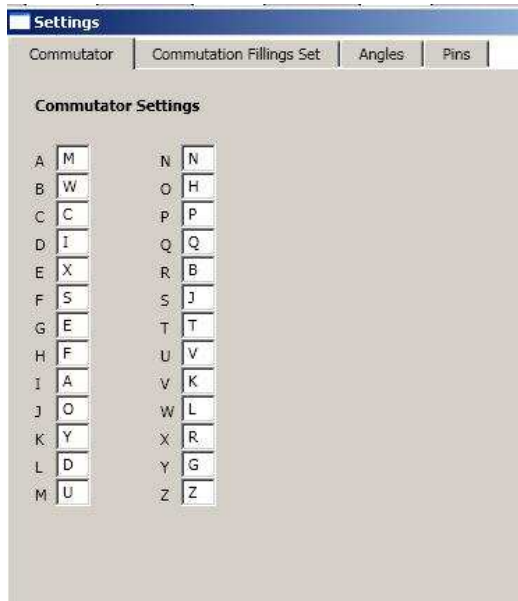 Settings
Commutator Commutation Fillings Set Angles Pins
Commutator Settings
A M N N
B W O H
C C P P
D I Q Q
E X R B
F S S J
G E T T
H F U V
I A V K
J O W L
K Y X R
L D Y G
M U Z Z